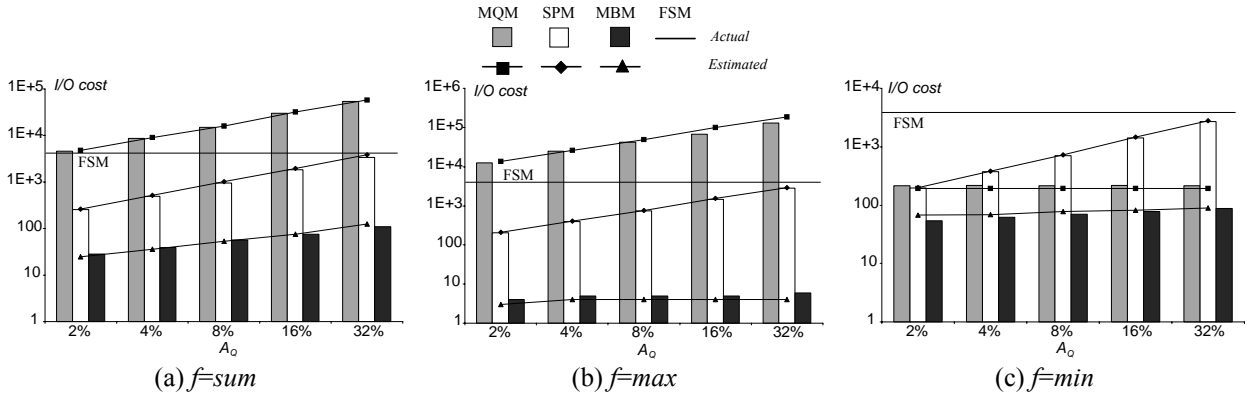 MQM SPM MBM FSM
Actual
Estimated
1E+5
I/O cost
1E+4
FSM
1E+3
100
10
1
2% 4% 8% 16% 32%
A_Q
(a) f=sum
1E+6
I/O cost
1E+5
1E+4
FSM
1E+3
100
10
1
2% 4% 8% 16% 32%
A_Q
(b) f=max
1E+4
I/O cost
FSM
1E+3
100
10
1
2% 4% 8% 16% 32%
A_Q
(c) f=min